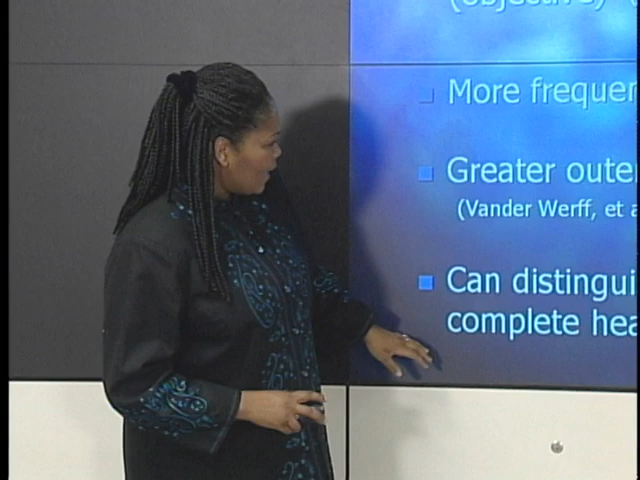 (objective)
More frequen
Greater oute
(Vander Werff, et a
Can distingui
complete hea